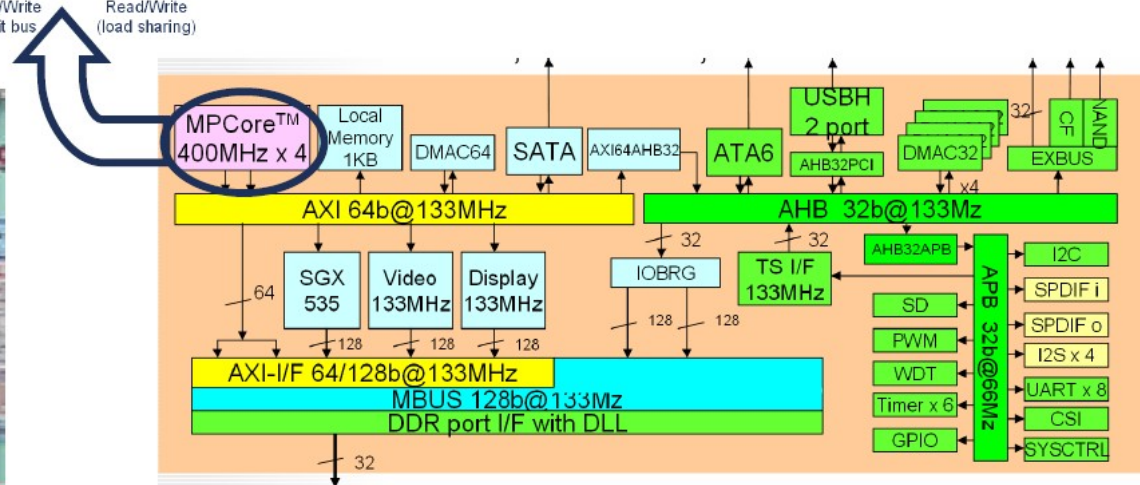 /Write
it bus
Read/Write
(load sharing)
MPCore™
400MHz x 4
Local
Memory
1KB
DMAC64
SATA
AXI64AHB32
ATA6
USBH
2 port
AHB32PCI
DMAC32
x4
32
CF
NAND
EXBUS
AXI 64b@133MHz
AHB 32b@133Mz
64
SGX
535
Video
133MHz
Display
133MHz
32
IOBRG
32
TS I/F
133MHz
AHB32APB
APB 32b@66Mz
I2C
SPDIF i
SPDIF o
I2S x 4
UART x 8
CSI
SYSCTRL
SD
PWM
WDT
Timer x 6
GPIO
128
128
128
128
128
AXI-I/F 64/128b@133MHz
MBUS 128b@133Mz
DDR port I/F with DLL
32